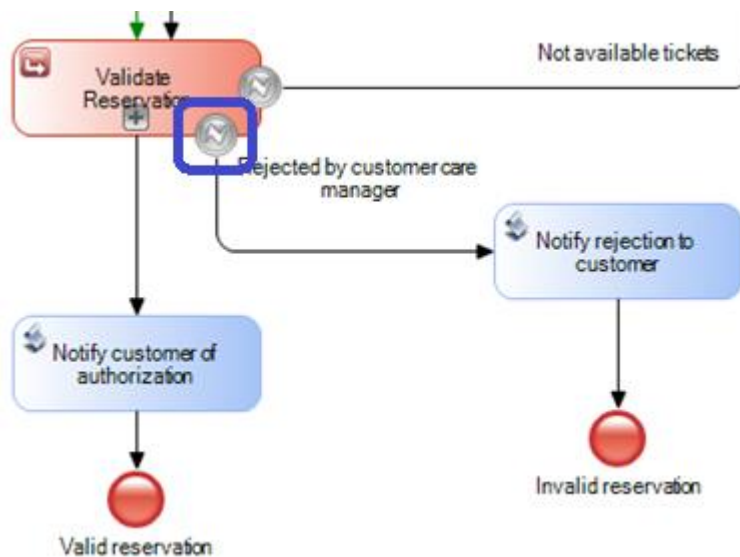 Not available tickets
Validate
Reservation
Rejected by customer care
manager
Notify rejection to
customer
Notify customer of
authorization
Invalid reservation
Valid reservation